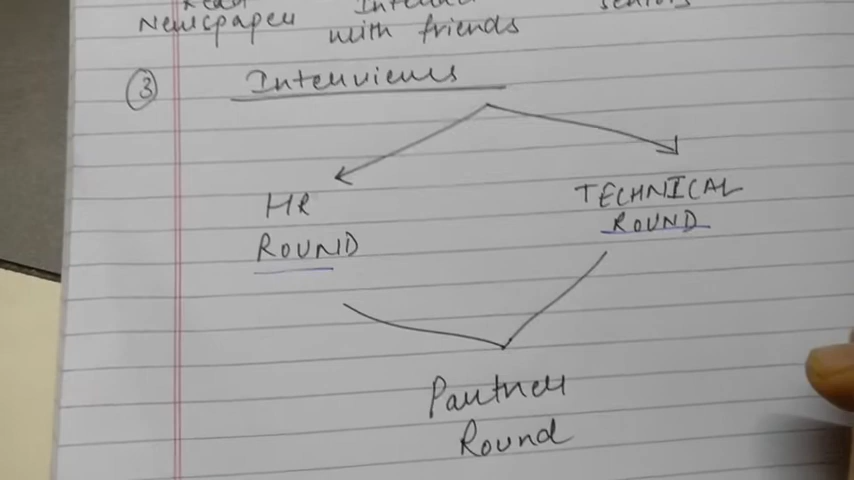 Newspaper with friends
③ Interviews
HR
ROUND
TECHNICAL
ROUND
Partner
Round